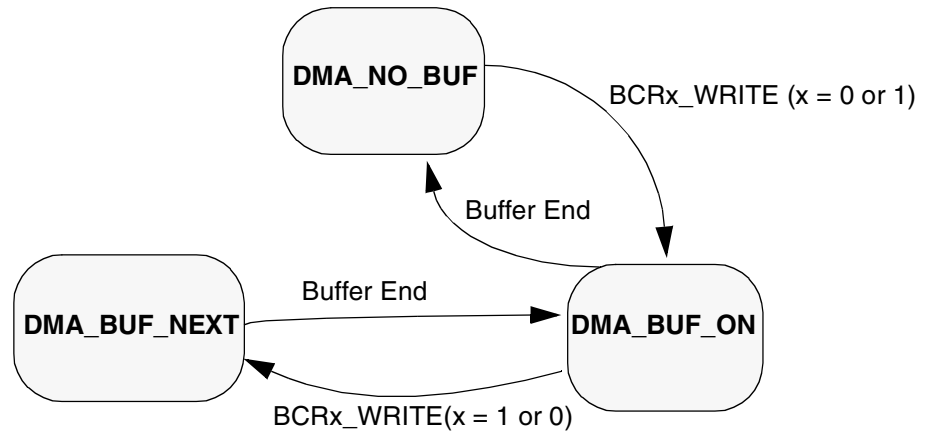 DMA_NO_BUF
BCRx_WRITE (x = 0 or 1)
Buffer End
Buffer End
DMA_BUF_NEXT
DMA_BUF_ON
BCRx_WRITE(x = 1 or 0)